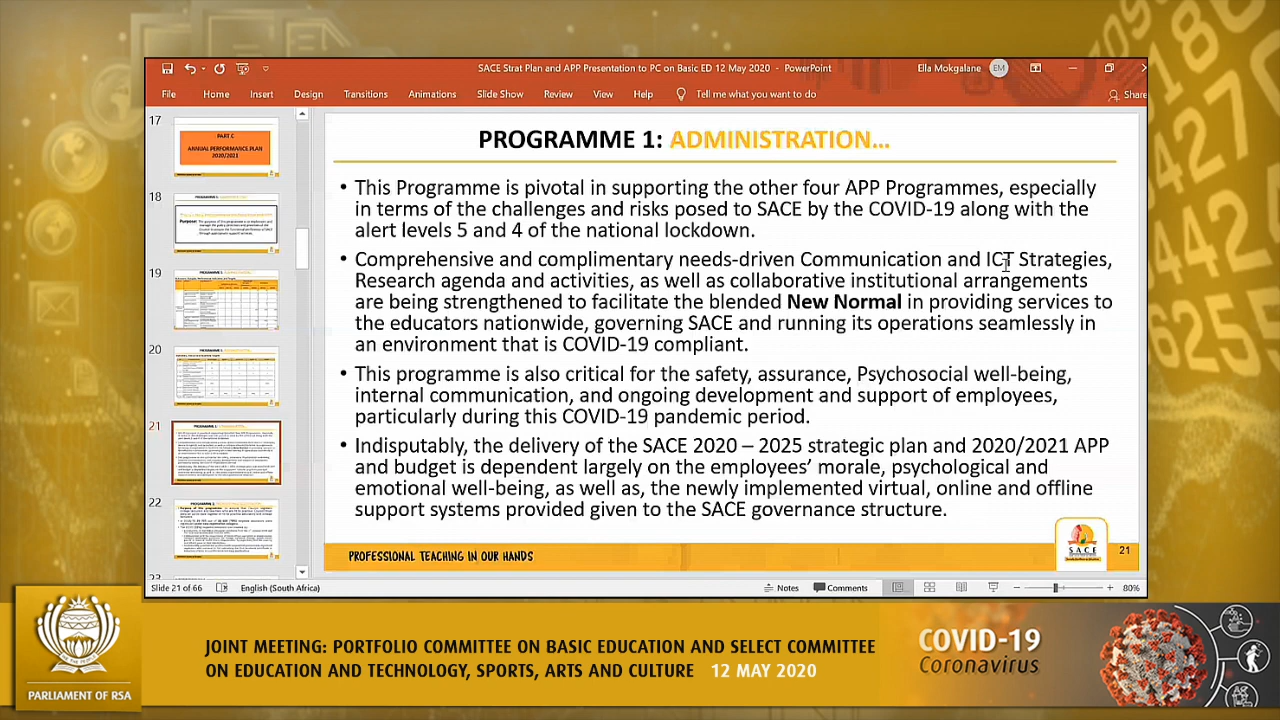 SACE Strat Plan and APP Presentation to PC on Basic ED 12 May 2020 - PowerPoint
Ella Mokgalane
EM
File Home Insert Design Transitions Animations Slide Show Review View Help Tell me what you want to do Share
17
PART C
ANNUAL PERFORMANCE PLAN
2020/2021
18
19
20
21
22
23
PROGRAMME 1: ADMINISTRATION...
• This Programme is pivotal in supporting the other four APP Programmes, especially
in terms of the challenges and risks posed to SACE by the COVID-19 along with the
alert levels 5 and 4 of the national lockdown.
• Comprehensive and complimentary needs-driven Communication and ICT Strategies,
Research agenda and activities, as well as collaborative institutional arrangements
are being strengthened to facilitate the blended New Normal in providing services to
the educators nationwide, governing SACE and running its operations seamlessly in
an environment that is COVID-19 compliant.
• This programme is also critical for the safety, assurance, Psychosocial well-being,
internal communication, and ongoing development and support of employees,
particularly during this COVID-19 pandemic period.
• Indisputably, the delivery of the SACE 2020 – 2025 strategic plan and 2020/2021 APP
and budget is dependent largely on the employees’ morale, psychological and
emotional well-being, as well as, the newly implemented virtual, online and offline
support systems provided given to the SACE governance structure.
PROFESSIONAL TEACHING IN OUR HANDS
SACE
21
Slide 21 of 66
English (South Africa)
Notes
Comments
80%
JOINT MEETING: PORTFOLIO COMMITTEE ON BASIC EDUCATION AND SELECT COMMITTEE
ON EDUCATION AND TECHNOLOGY, SPORTS, ARTS AND CULTURE 12 MAY 2020
PARLIAMENT OF RSA
COVID-19
Coronavirus